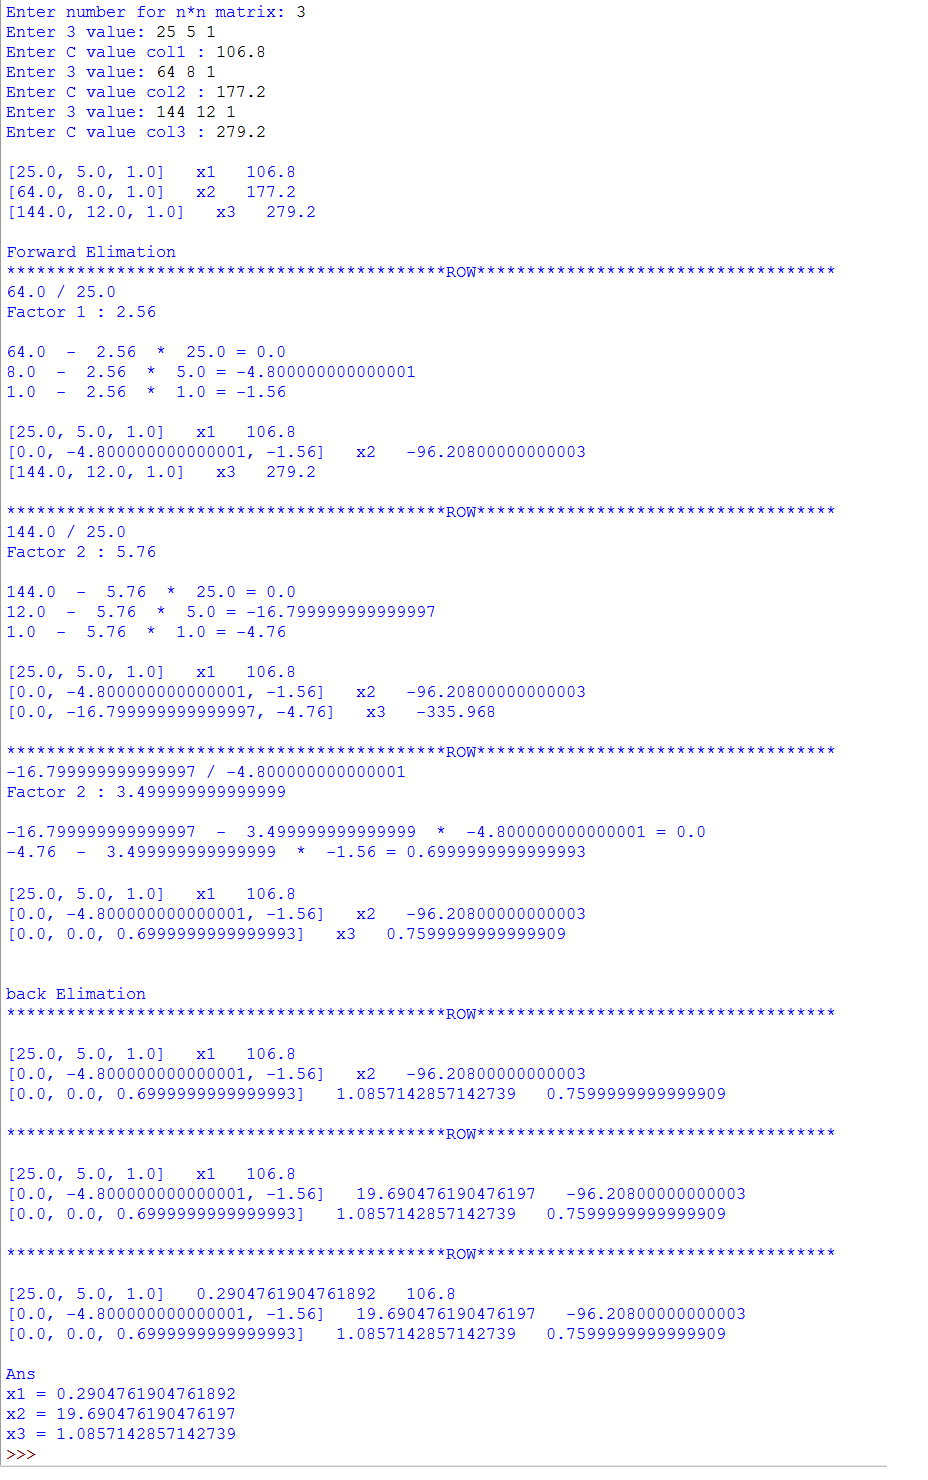 Enter number for n*n matrix: 3
Enter 3 value: 25 5 1
Enter C value col1 : 106.8
Enter 3 value: 64 8 1
Enter C value col2 : 177.2
Enter 3 value: 144 12 1
Enter C value col3 : 279.2
[25.0, 5.0, 1.0]   x1   106.8
[64.0, 8.0, 1.0]   x2   177.2
[144.0, 12.0, 1.0]   x3   279.2
Forward Elimation
********************************************ROW************************************
64.0 / 25.0
Factor 1 : 2.56
64.0  -  2.56  *  25.0 = 0.0
8.0  -  2.56  *  5.0 = -4.800000000000001
1.0  -  2.56  *  1.0 = -1.56
[25.0, 5.0, 1.0]   x1   106.8
[0.0, -4.800000000000001, -1.56]   x2   -96.20800000000003
[144.0, 12.0, 1.0]   x3   279.2
********************************************ROW************************************
144.0 / 25.0
Factor 2 : 5.76
144.0  -  5.76  *  25.0 = 0.0
12.0  -  5.76  *  5.0 = -16.799999999999997
1.0  -  5.76  *  1.0 = -4.76
[25.0, 5.0, 1.0]   x1   106.8
[0.0, -4.800000000000001, -1.56]   x2   -96.20800000000003
[0.0, -16.799999999999997, -4.76]   x3   -335.968
********************************************ROW************************************
-16.799999999999997 / -4.800000000000001
Factor 2 : 3.499999999999999
-16.799999999999997  -  3.499999999999999  *  -4.800000000000001 = 0.0
-4.76  -  3.499999999999999  *  -1.56 = 0.6999999999999993
[25.0, 5.0, 1.0]   x1   106.8
[0.0, -4.800000000000001, -1.56]   x2   -96.20800000000003
[0.0, 0.0, 0.6999999999999993]   x3   0.7599999999999909
back Elimation
********************************************ROW************************************
[25.0, 5.0, 1.0]   x1   106.8
[0.0, -4.800000000000001, -1.56]   x2   -96.20800000000003
[0.0, 0.0, 0.6999999999999993]   1.0857142857142739   0.7599999999999909
********************************************ROW************************************
[25.0, 5.0, 1.0]   x1   106.8
[0.0, -4.800000000000001, -1.56]   19.690476190476197   -96.20800000000003
[0.0, 0.0, 0.6999999999999993]   1.0857142857142739   0.7599999999999909
********************************************ROW************************************
[25.0, 5.0, 1.0]   0.2904761904761892   106.8
[0.0, -4.800000000000001, -1.56]   19.690476190476197   -96.20800000000003
[0.0, 0.0, 0.6999999999999993]   1.0857142857142739   0.7599999999999909
Ans
x1 = 0.2904761904761892
x2 = 19.690476190476197
x3 = 1.0857142857142739
>>>